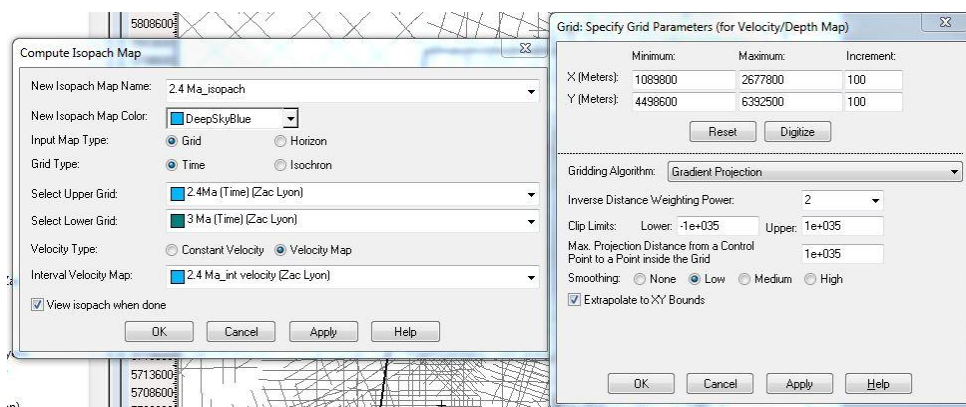 5808600
Compute Isopach Map
New Isopach Map Name: 2.4 Ma_isopach
New Isopach Map Color: DeepSkyBlue
Input Map Type: Grid Horizon
Grid Type: Time Isochron
Select Upper Grid: 2.4Ma (Time) (Zac Lyon)
Select Lower Grid: 3 Ma (Time) (Zac Lyon)
Velocity Type: Constant Velocity Velocity Map
Interval Velocity Map: 2.4 Ma_int velocity (Zac Lyon)
View isopach when done
OK Cancel Apply Help
5713600
5708600
Grid: Specify Grid Parameters (for Velocity/Depth Map)
Minimum: Maximum: Increment:
X (Meters): 1089800 2677800 100
Y (Meters): 4498600 6392500 100
Reset Digitize
Gridding Algorithm: Gradient Projection
Inverse Distance Weighting Power: 2
Clip Limits: Lower: -1e+035 Upper: 1e+035
Max. Projection Distance from a Control
Point to a Point inside the Grid 1e+035
Smoothing: None Low Medium High
Extrapolate to XY Bounds
OK Cancel Apply Help